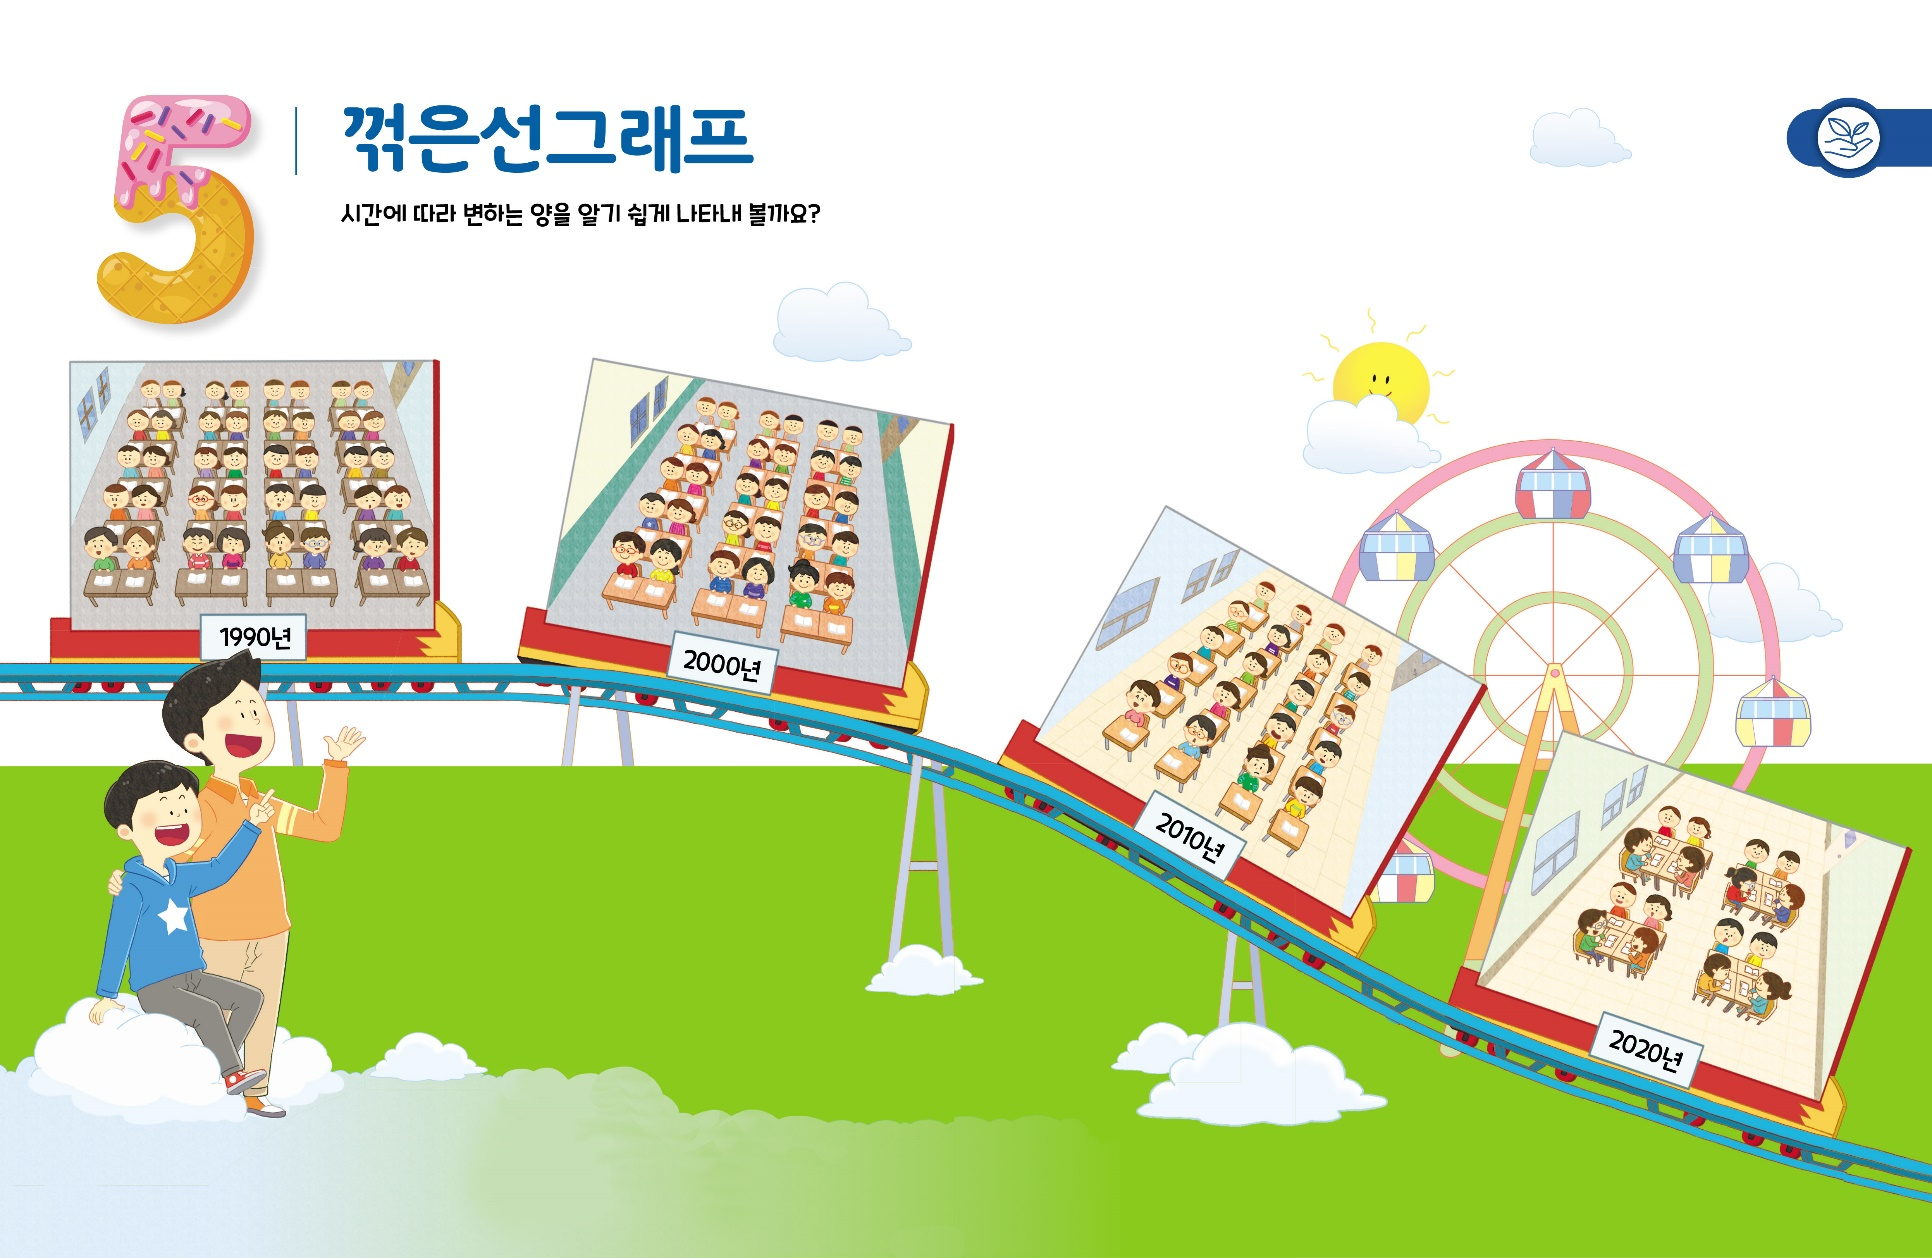 5
꺾은선그래프
시간에 따라 변하는 양을 알기 쉽게 나타내 볼까요?
1990년
2000년
2010년
2020년